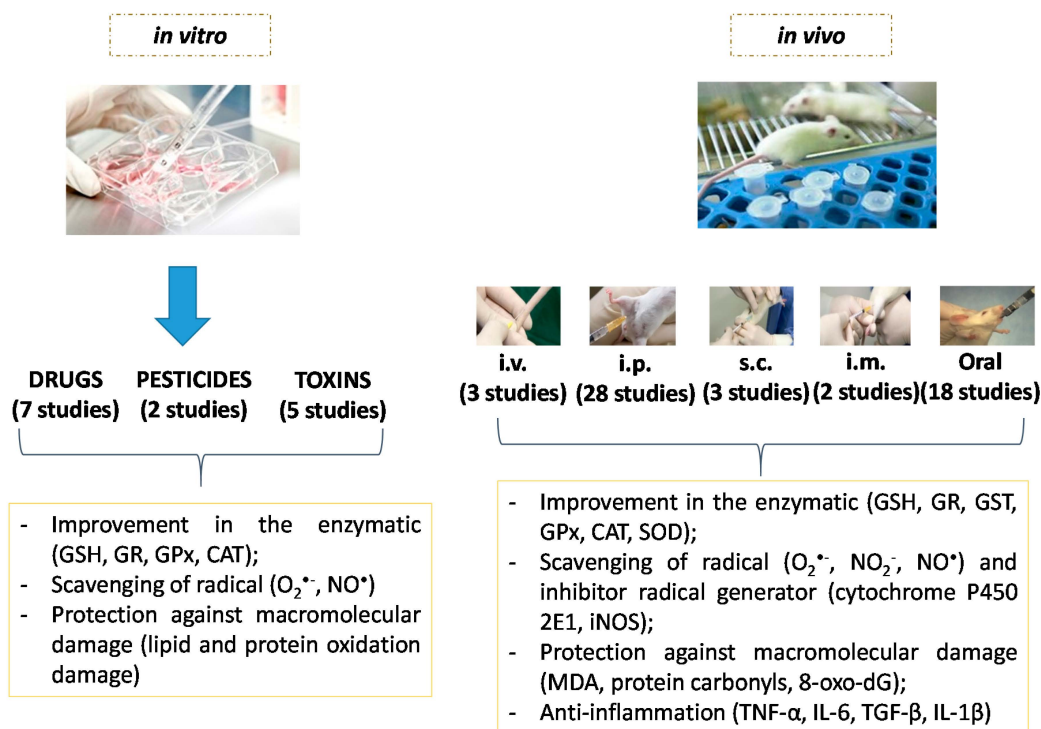 in vitro
in vivo
DRUGS
(7 studies)
PESTICIDES
(2 studies)
TOXINS
(5 studies)
i.v.
(3 studies)
i.p.
(28 studies)
s.c.
(3 studies)
i.m.
(2 studies)
Oral
(18 studies)
- Improvement in the enzymatic
(GSH, GR, GPx, CAT);
- Scavenging of radical (O₂•⁻, NO•)
- Protection against macromolecular
damage (lipid and protein oxidation
damage)
- Improvement in the enzymatic (GSH, GR, GST,
GPx, CAT, SOD);
- Scavenging of radical (O₂•⁻, NO₂⁻, NO•) and
inhibitor radical generator (cytochrome P450
2E1, iNOS);
- Protection against macromolecular damage
(MDA, protein carbonyls, 8-oxo-dG);
- Anti-inflammation (TNF-α, IL-6, TGF-β, IL-1β)